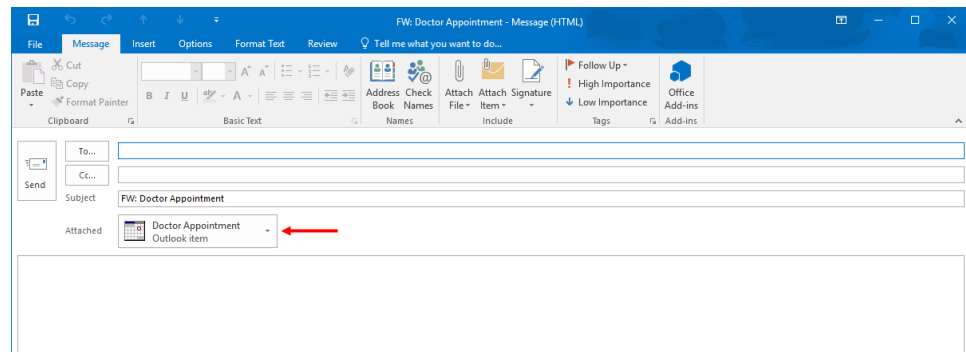 FW: Doctor Appointment - Message (HTML)
File Message Insert Options Format Text Review Tell me what you want to do...
Paste
Cut
Copy
Format Painter
Clipboard
B I U A A A
Basic Text
Address Book
Check Names
Names
Attach File
Attach Item
Signature
Include
Follow Up
High Importance
Low Importance
Tags
Office Add-ins
Add-ins
Send
To...
Cc...
Subject FW: Doctor Appointment
Attached Doctor Appointment
Outlook item